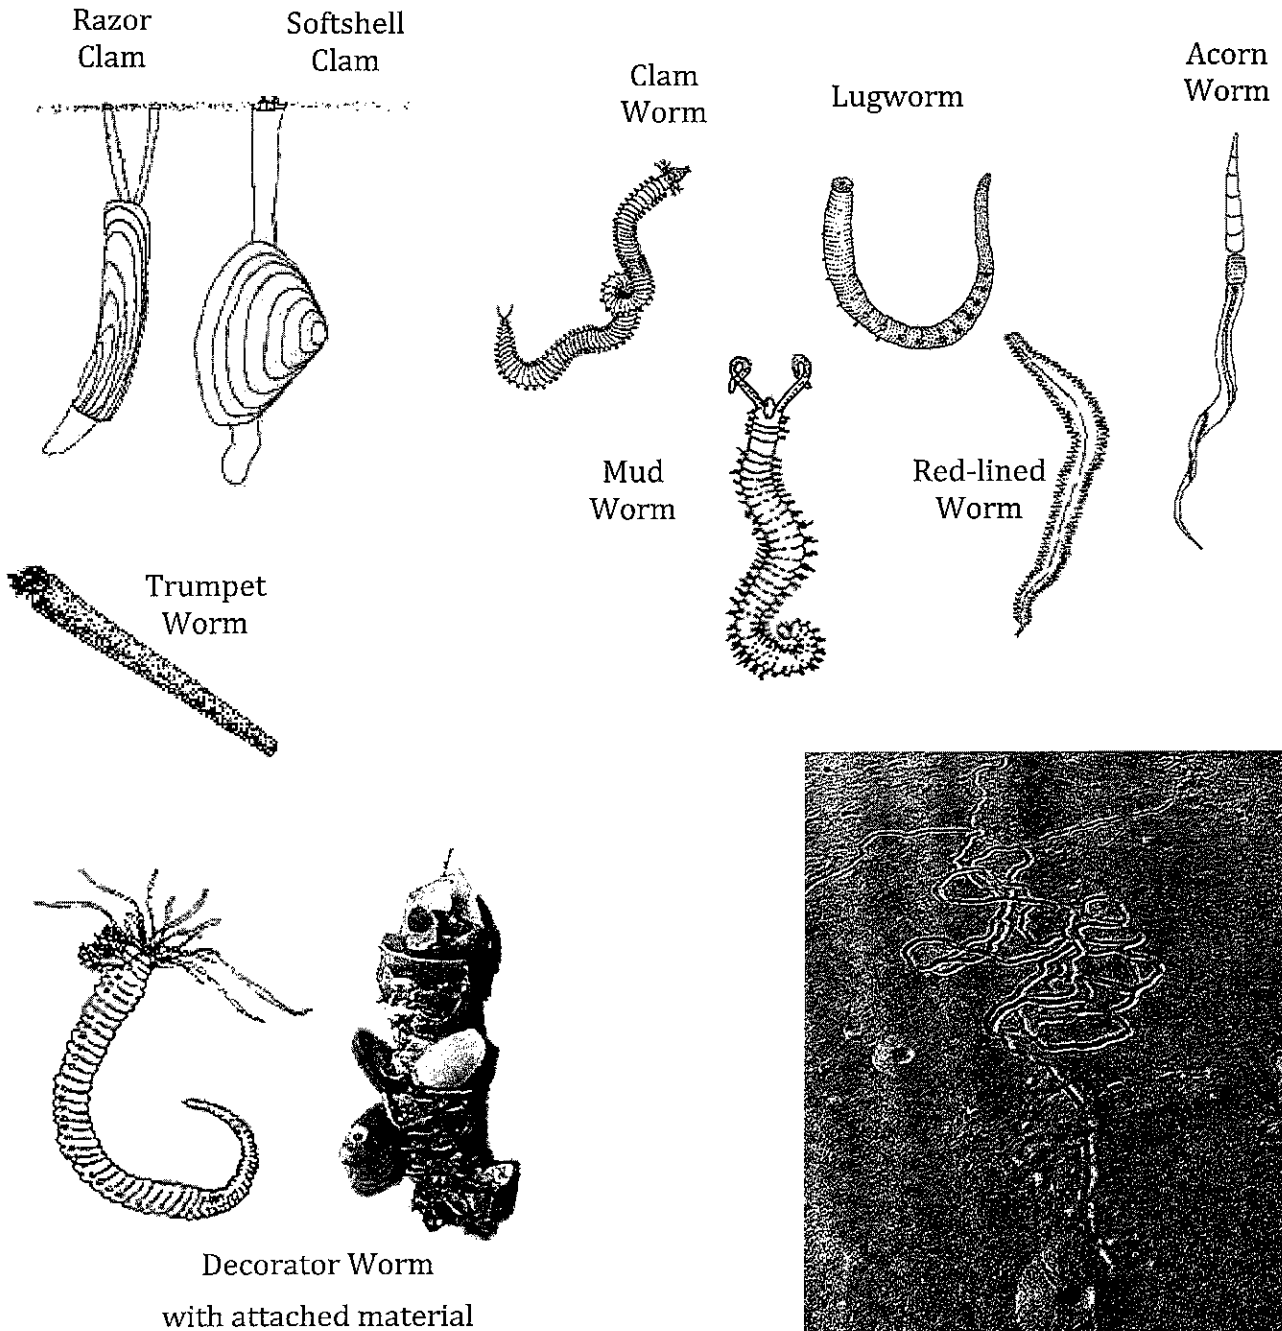 Razor
Clam
Softshell
Clam
Clam
Worm
Lugworm
Acorn
Worm
Mud
Worm
Red-lined
Worm
Trumpet
Worm
Decorator Worm
with attached material